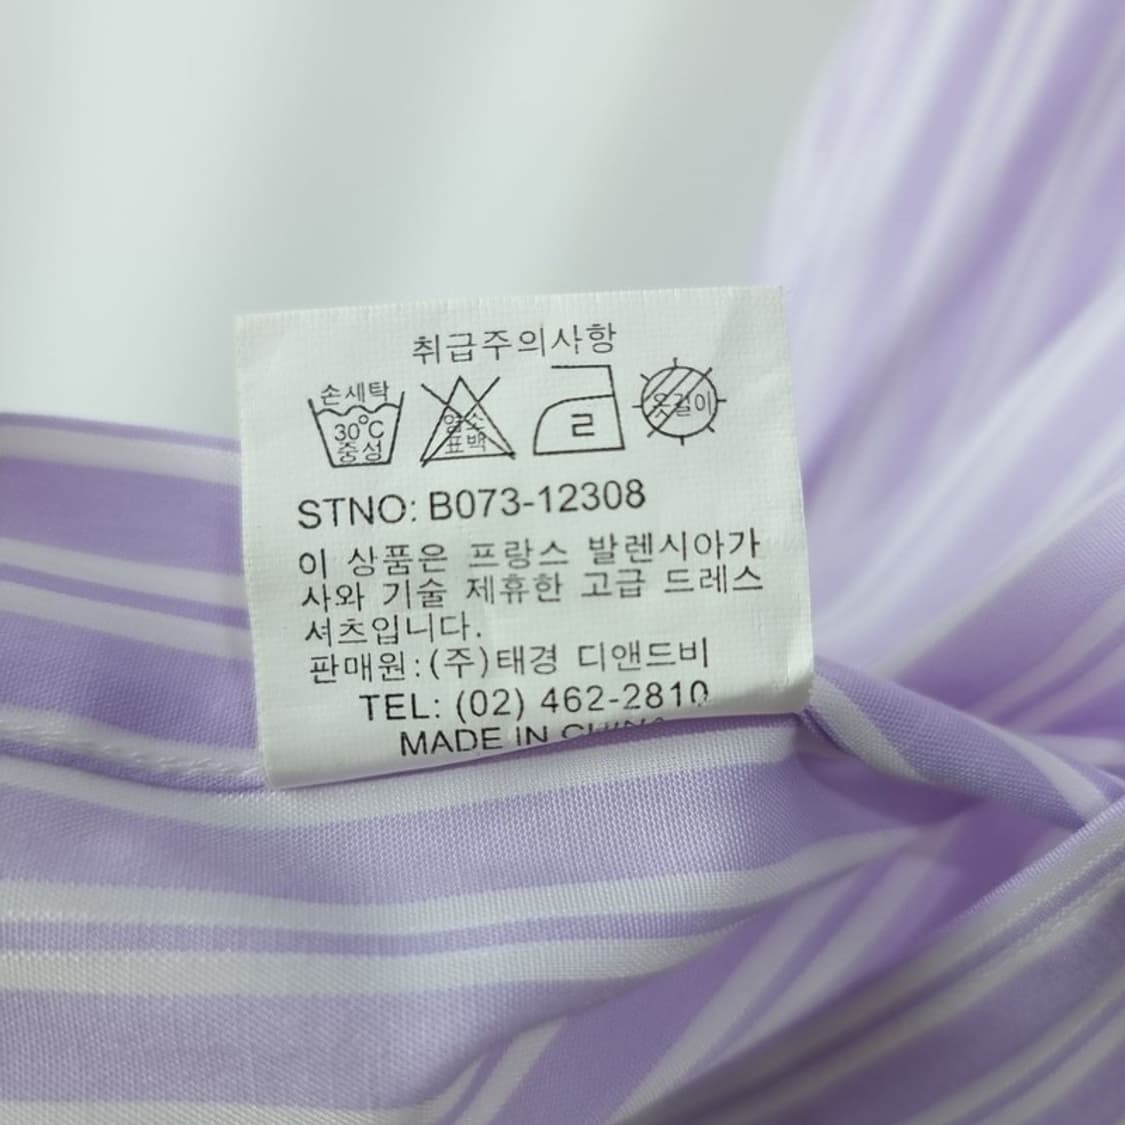 취급주의사항
손세탁
30°C
중성
염소
표백
2
옷걸이
STNO: B073-12308
이 상품은 프랑스 발렌시아가
사와 기술 제휴한 고급 드레스
셔츠입니다.
판매원:(주)태경 디앤드비
TEL: (02) 462-2810
MADE IN CHINA